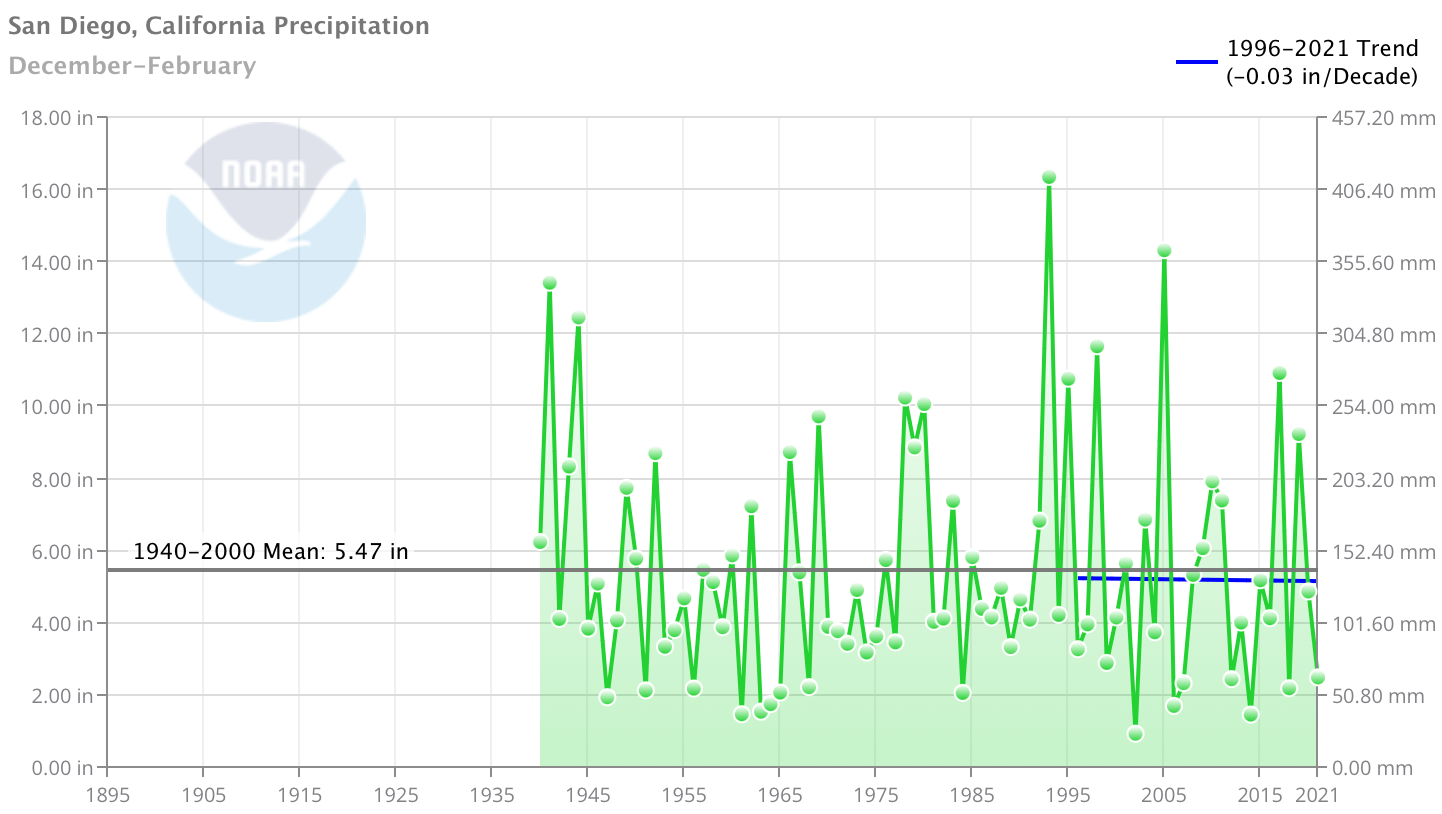 San Diego, California Precipitation
December–February
1996–2021 Trend
(–0.03 in/Decade)
18.00 in
457.20 mm
NOAA
16.00 in
406.40 mm
14.00 in
355.60 mm
12.00 in
304.80 mm
10.00 in
254.00 mm
8.00 in
203.20 mm
6.00 in
1940–2000 Mean: 5.47 in
152.40 mm
4.00 in
101.60 mm
2.00 in
50.80 mm
0.00 in
0.00 mm
1895 1905 1915 1925 1935 1945 1955 1965 1975 1985 1995 2005 2015 2021